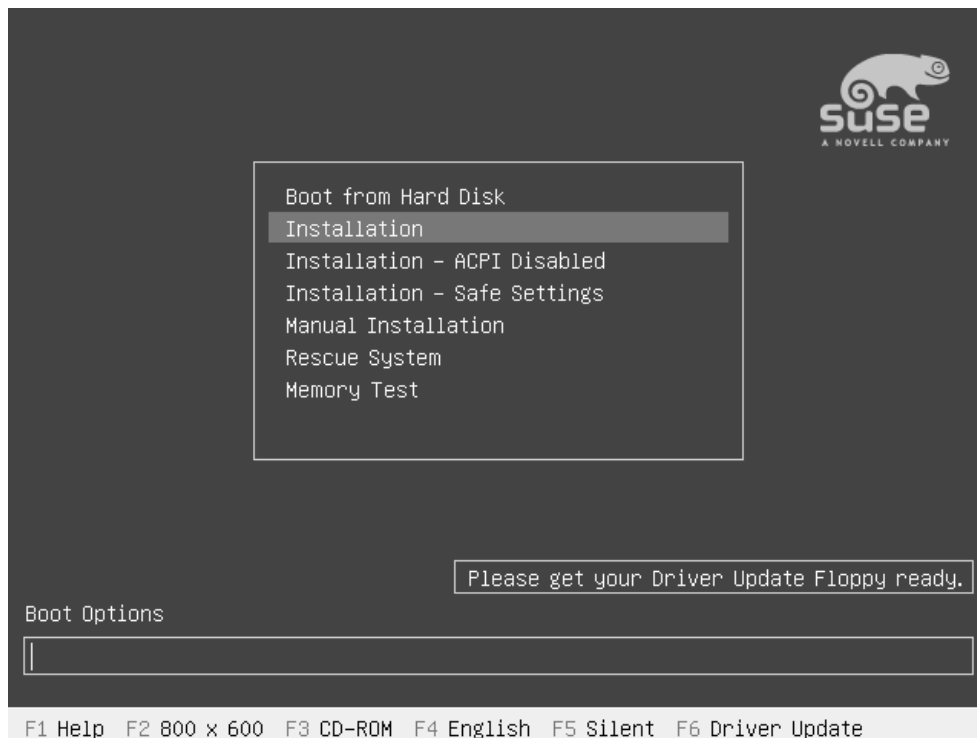 SUSE
A NOVELL COMPANY
Boot from Hard Disk
Installation
Installation – ACPI Disabled
Installation – Safe Settings
Manual Installation
Rescue System
Memory Test
Please get your Driver Update Floppy ready.
Boot Options
F1 Help F2 800 x 600 F3 CD-ROM F4 English F5 Silent F6 Driver Update